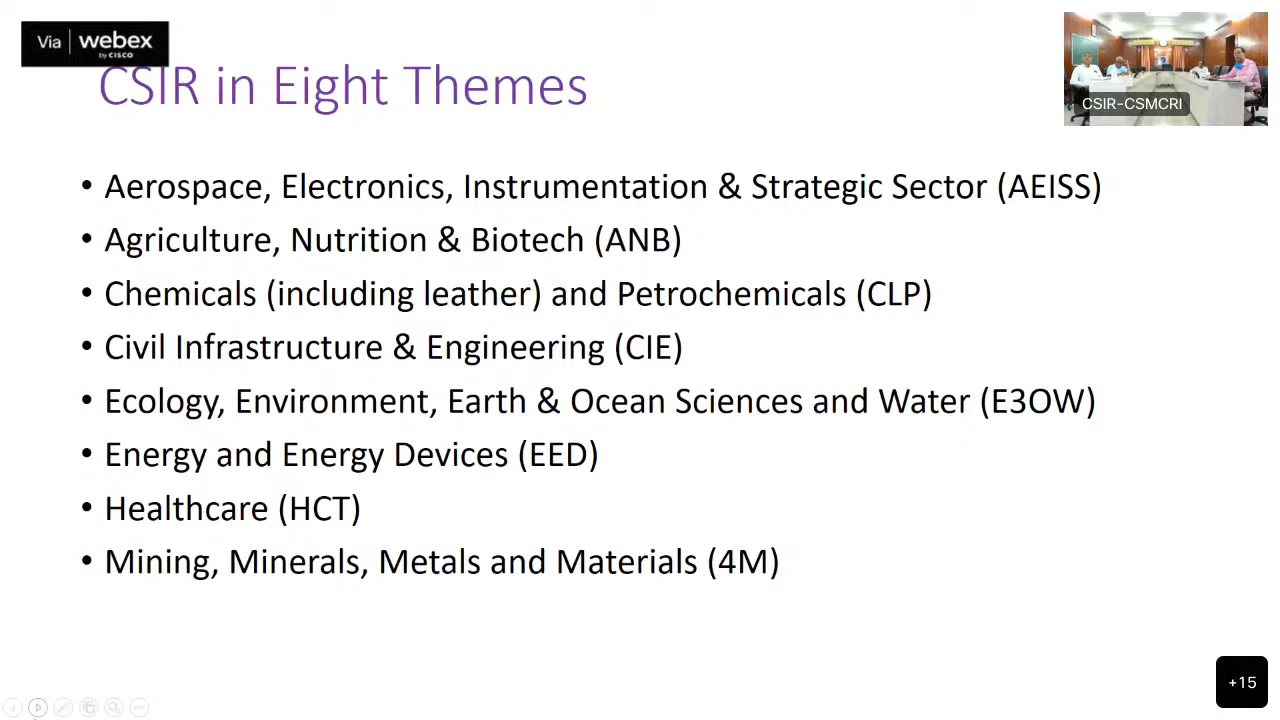 Via webex
by CISCO
CSIR in Eight Themes
CSIR-CSMCRI
• Aerospace, Electronics, Instrumentation & Strategic Sector (AEISS)
• Agriculture, Nutrition & Biotech (ANB)
• Chemicals (including leather) and Petrochemicals (CLP)
• Civil Infrastructure & Engineering (CIE)
• Ecology, Environment, Earth & Ocean Sciences and Water (E3OW)
• Energy and Energy Devices (EED)
• Healthcare (HCT)
• Mining, Minerals, Metals and Materials (4M)
+15